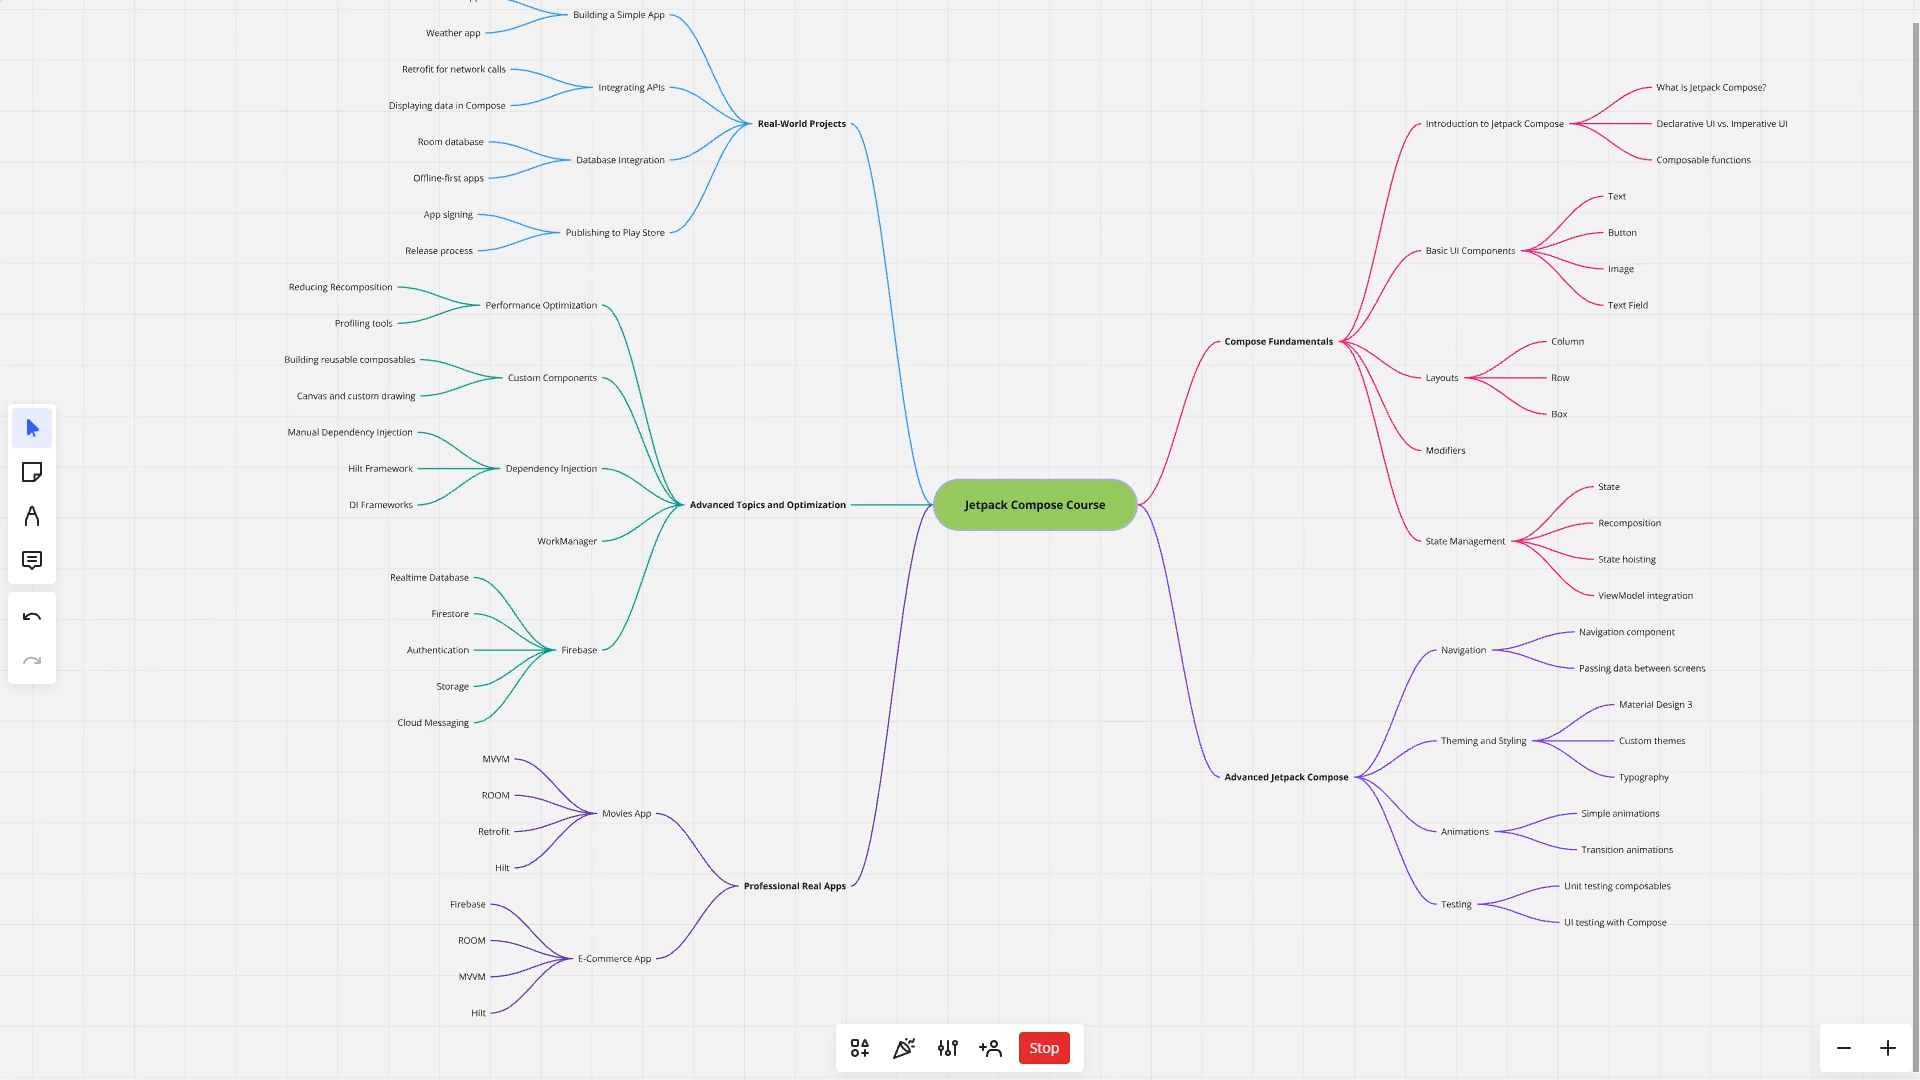 Building a Simple App
Weather app
Retrofit for network calls
Integrating APIs
Displaying data in Compose
Real-World Projects
Room database
Database Integration
Offline-first apps
App signing
Publishing to Play Store
Release process
Reducing Recomposition
Performance Optimization
Profiling tools
Building reusable composables
Custom Components
Canvas and custom drawing
Manual Dependency Injection
Hilt Framework
Dependency Injection
DI Frameworks
Advanced Topics and Optimization
WorkManager
Realtime Database
Firestore
Authentication
Firebase
Storage
Cloud Messaging
MVVM
ROOM
Movies App
Retrofit
Hilt
Professional Real Apps
Firebase
ROOM
E-Commerce App
MVVM
Hilt
Jetpack Compose Course
What is Jetpack Compose?
Introduction to Jetpack Compose
Declarative UI vs. Imperative UI
Composable functions
Text
Button
Basic UI Components
Image
Text Field
Compose Fundamentals
Column
Layouts
Row
Box
Modifiers
State
Recomposition
State Management
State hoisting
ViewModel integration
Navigation component
Navigation
Passing data between screens
Material Design 3
Theming and Styling
Custom themes
Typography
Advanced Jetpack Compose
Simple animations
Animations
Transition animations
Unit testing composables
Testing
UI testing with Compose
Stop